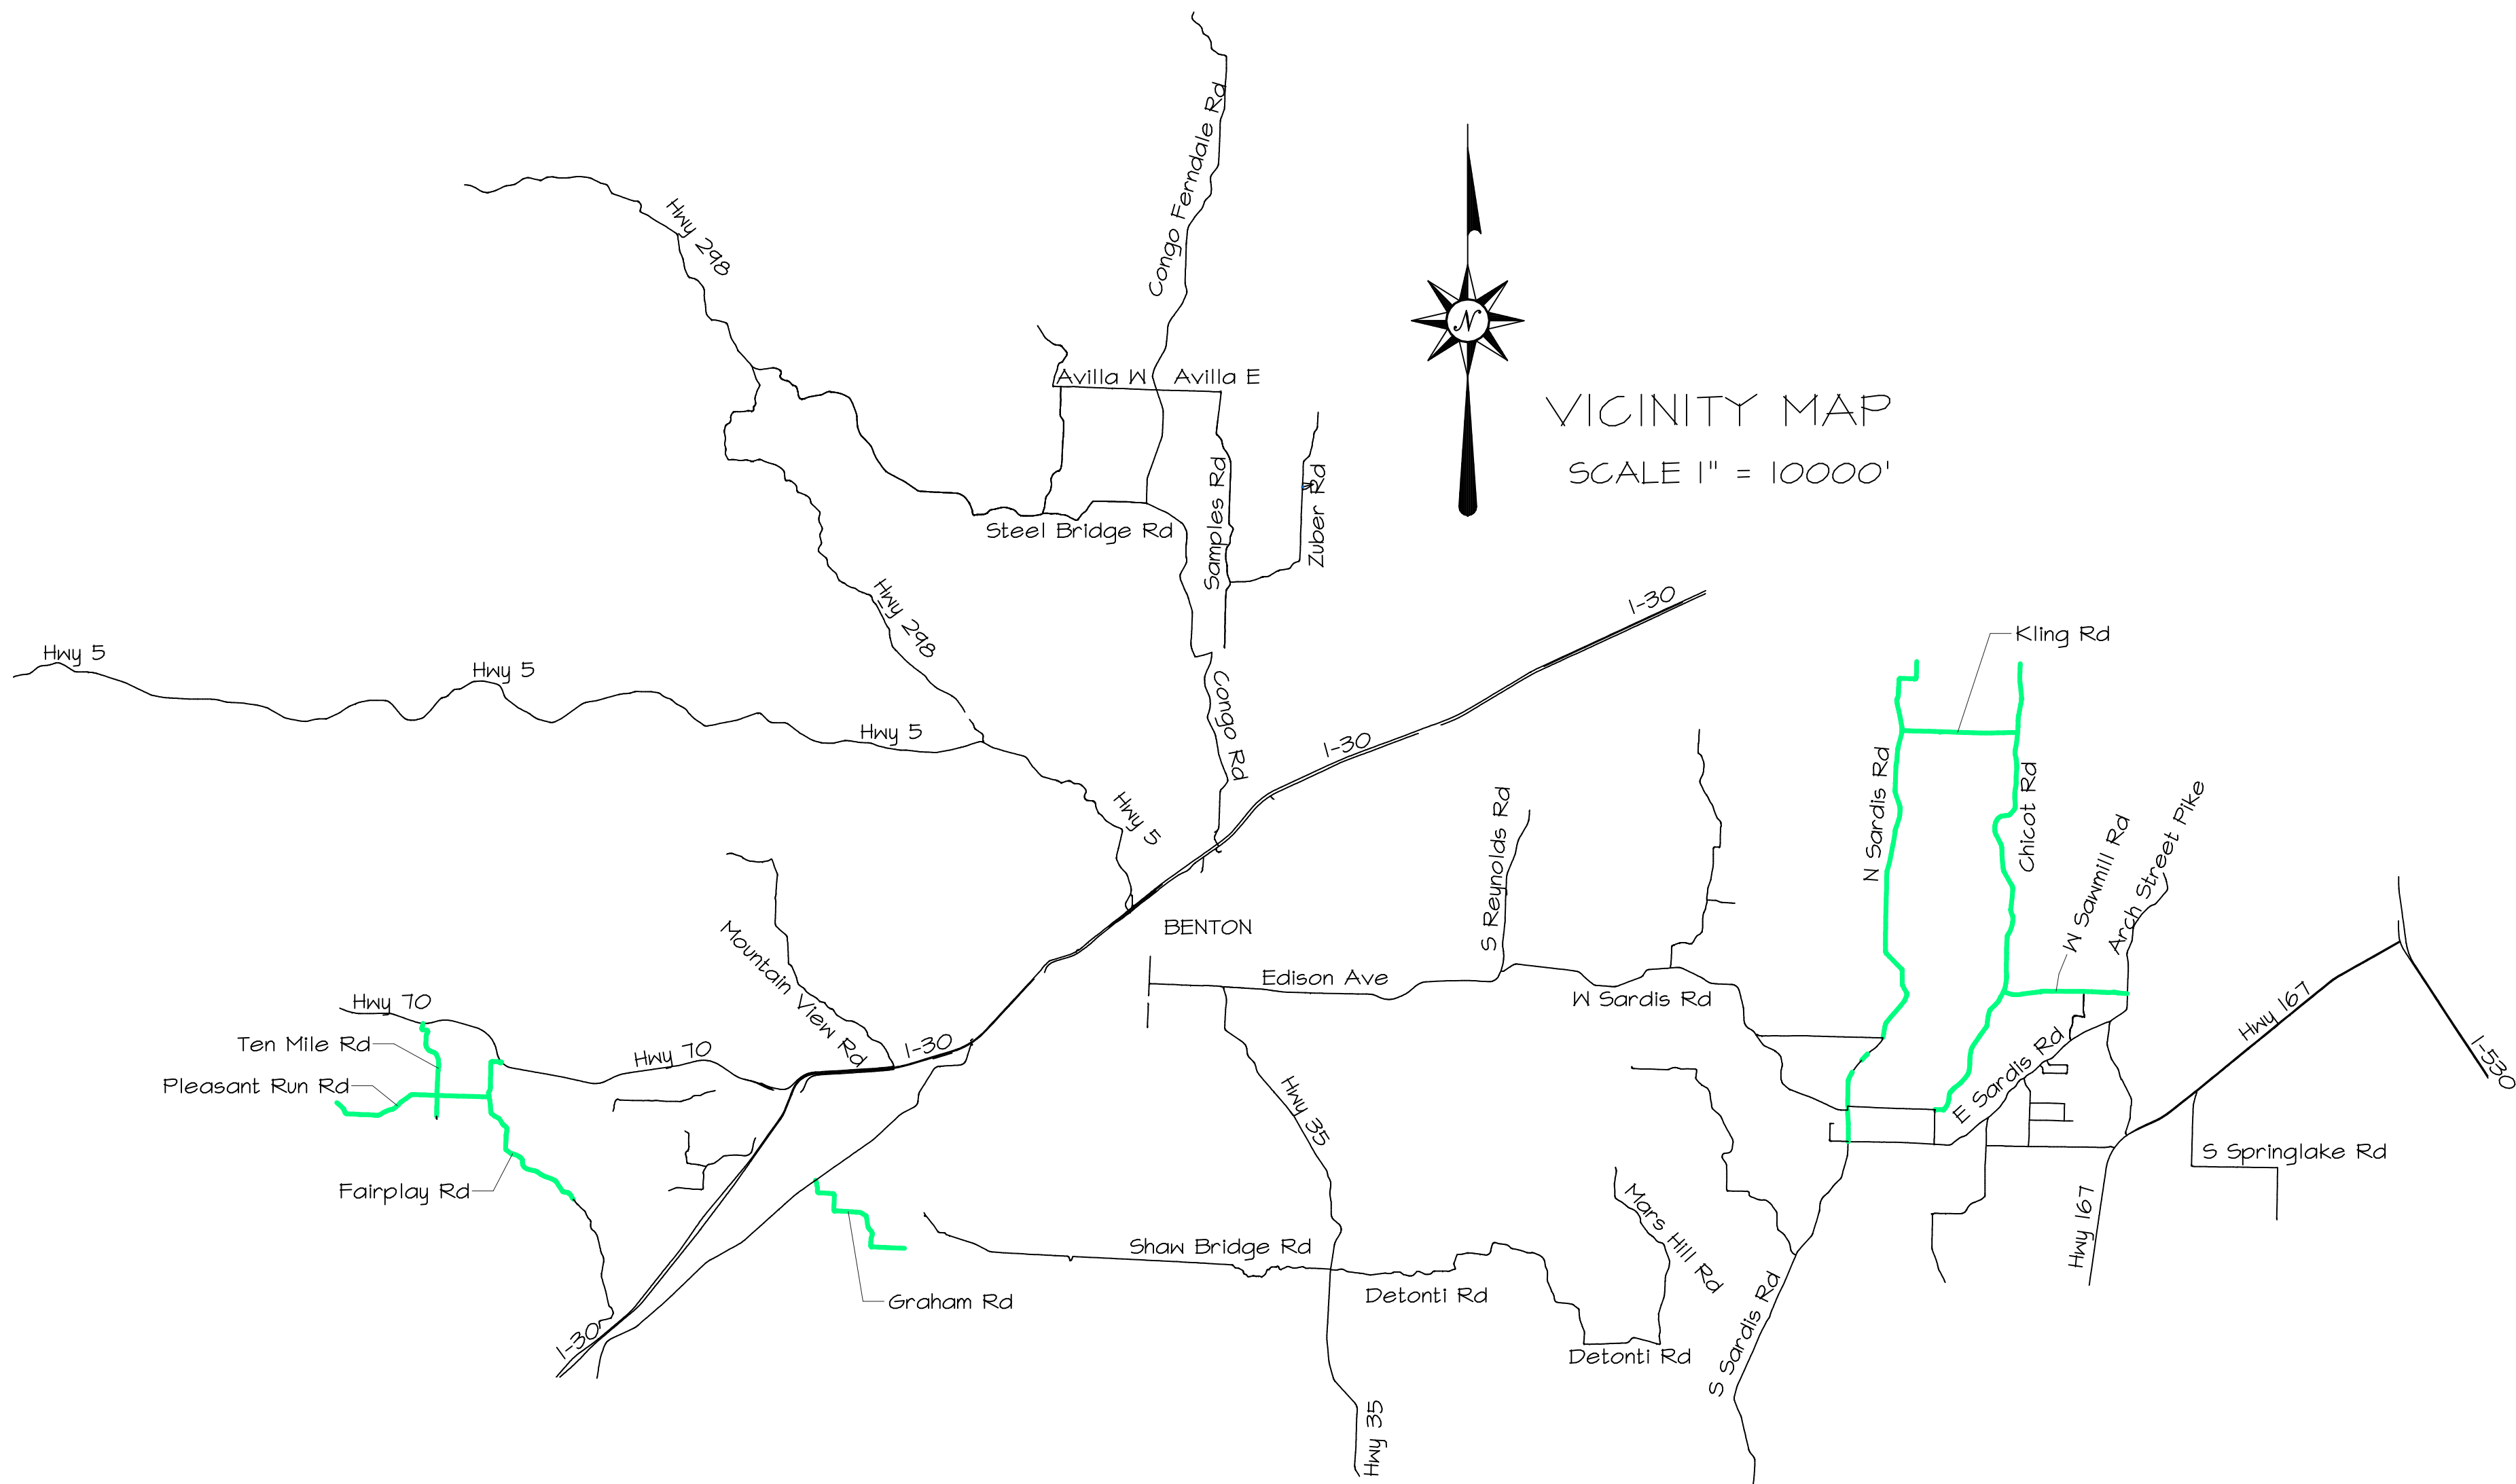 Congo Ferndale Rd
Hwy 298
N
Avilla W
Avilla E
VICINITY MAP
SCALE 1" = 10000'
Samples Rd
Zuber Rd
Steel Bridge Rd
Hwy 298
I-30
Kling Rd
Hwy 5
Hwy 5
Hwy 5
Congo Rd
I-30
N Sardis Rd
Chicot Rd
Hwy 5
S Reynolds Rd
W Sawmill Rd
Arch Street Pike
BENTON
Mountain View Rd
Edison Ave
W Sardis Rd
Hwy 70
Hwy 167
Ten Mile Rd
Hwy 70
I-30
I-530
Pleasant Run Rd
E Sardis Rd
Hwy 35
S Springlake Rd
Fairplay Rd
Mars Hill Rd
Hwy 167
Shaw Bridge Rd
Graham Rd
Detonti Rd
I-30
S Sardis Rd
Detonti Rd
Hwy 35